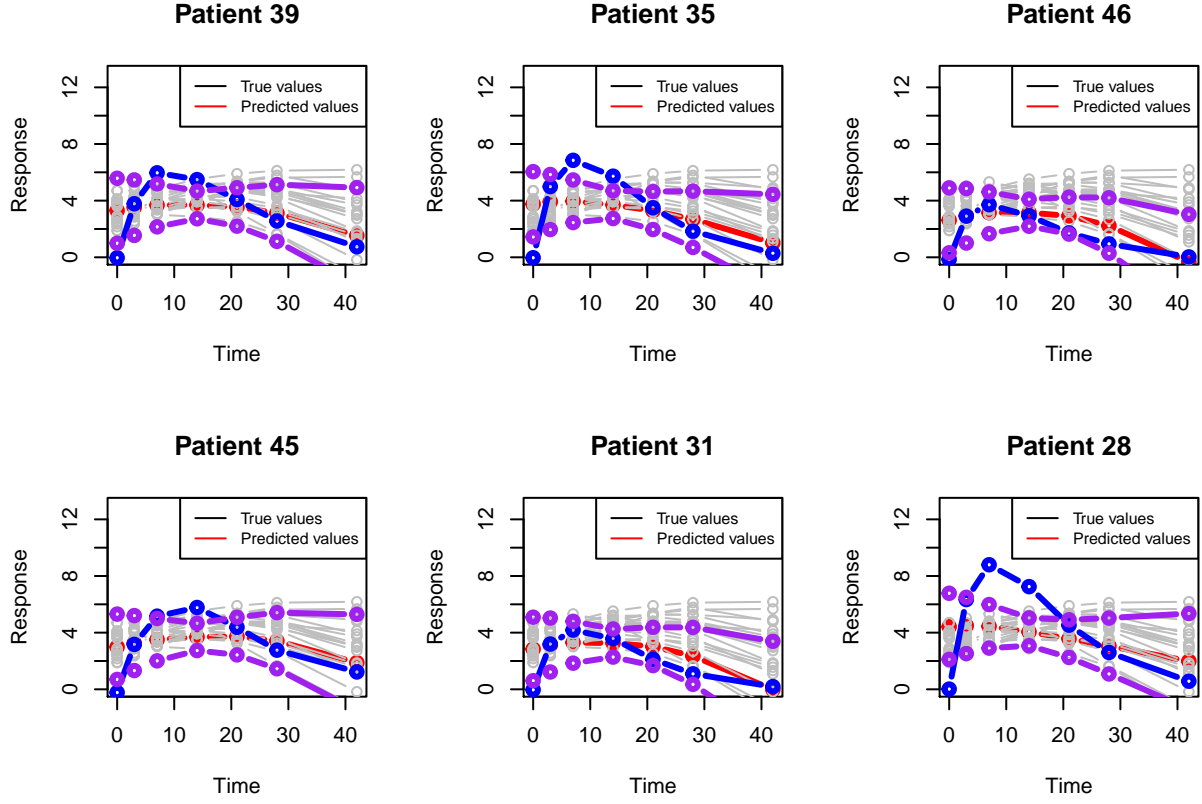 Patient 39
Response
12
8
4
0
True values
Predicted values
0 10 20 30 40
Time
Patient 35
Response
12
8
4
0
True values
Predicted values
0 10 20 30 40
Time
Patient 46
Response
12
8
4
0
True values
Predicted values
0 10 20 30 40
Time
Patient 45
Response
12
8
4
0
True values
Predicted values
0 10 20 30 40
Time
Patient 31
Response
12
8
4
0
True values
Predicted values
0 10 20 30 40
Time
Patient 28
Response
12
8
4
0
True values
Predicted values
0 10 20 30 40
Time